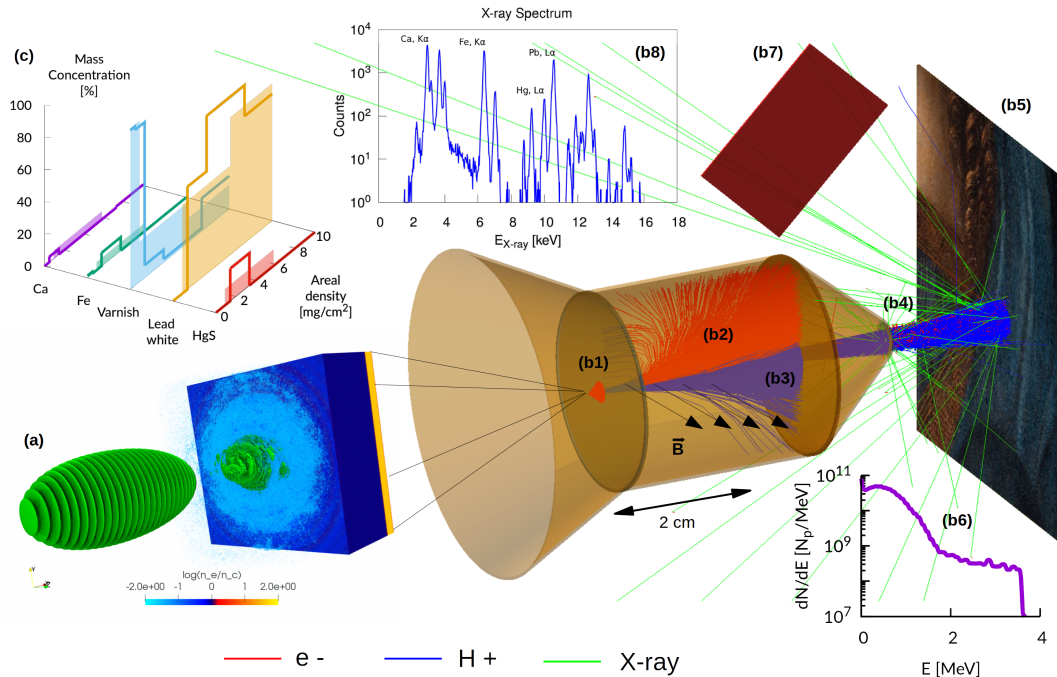 X-ray Spectrum
(c)
Mass
Concentration
[%]
100
80
60
40
20
0
Ca
Fe
Varnish
Lead
white
HgS
0
2
4
6
8
10
Areal
density
[mg/cm²]
10⁴
10³
10²
10¹
10⁰
Counts
Ca, Kα
Fe, Kα
Pb, Lα
Hg, Lα
(b8)
0 2 4 6 8 10 12 14 16 18
E_X-ray [keV]
(b7)
(b5)
(b4)
(b1)
(b2)
(b3)
B
2 cm
(a)
log(n_e/n_c)
-2.0e+00 -1 0 1 2.0e+00
(b6)
10¹¹
10⁹
10⁷
dN/dE [N_p/MeV]
0 2 4
E [MeV]
e -
H +
X-ray